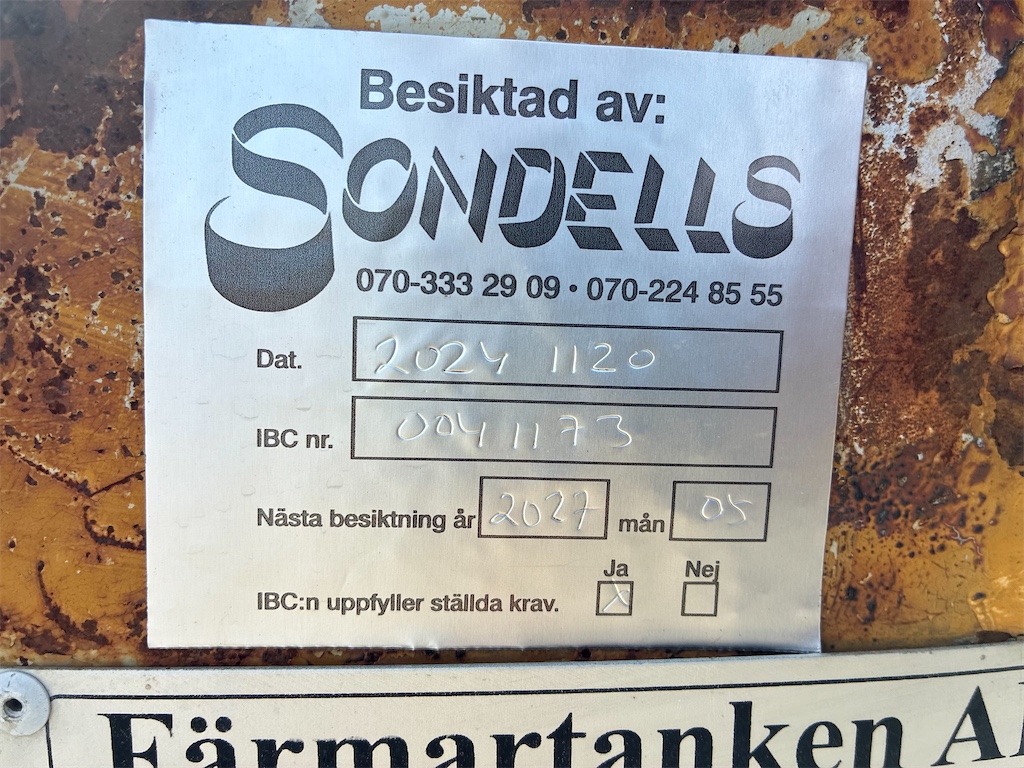 Besiktad av:
SONDELLS
070-333 29 09 • 070-224 85 55
Dat. 2024 1120
IBC nr. 0041173
Nästa besiktning år 2027 mån 05
Ja Nej
IBC:n uppfyller ställda krav. X
Färmartanken A